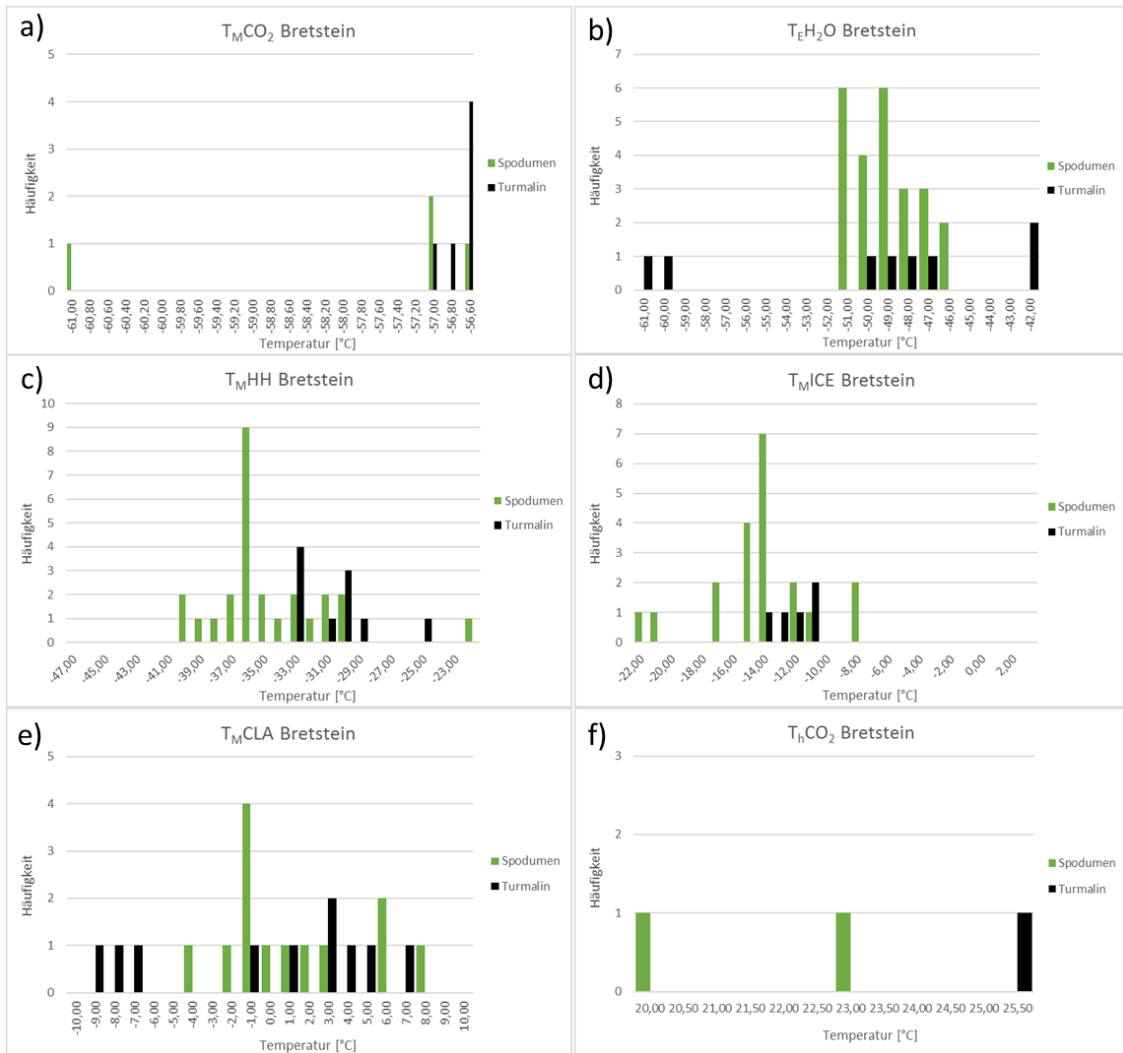 a)
T_MCO₂ Bretstein
5
4
3
2
1
0
Häufigkeit
-61,00 -60,80 -60,60 -60,40 -60,20 -60,00 -59,80 -59,60 -59,40 -59,20 -59,00 -58,80 -58,60 -58,40 -58,20 -58,00 -57,80 -57,60 -57,40 -57,20 -57,00 -56,80 -56,60
Temperatur [°C]
Spodumen
Turmalin
b)
T_EH₂O Bretstein
7
6
5
4
3
2
1
0
Häufigkeit
-61,00 -60,00 -59,00 -58,00 -57,00 -56,00 -55,00 -54,00 -53,00 -52,00 -51,00 -50,00 -49,00 -48,00 -47,00 -46,00 -45,00 -44,00 -43,00 -42,00
Temperatur [°C]
Spodumen
Turmalin
c)
T_MHH Bretstein
10
9
8
7
6
5
4
3
2
1
0
Häufigkeit
-47,00 -45,00 -43,00 -41,00 -39,00 -37,00 -35,00 -33,00 -31,00 -29,00 -27,00 -25,00 -23,00
Temperatur [°C]
Spodumen
Turmalin
d)
T_MICE Bretstein
8
7
6
5
4
3
2
1
0
Häufigkeit
-22,00 -20,00 -18,00 -16,00 -14,00 -12,00 -10,00 -8,00 -6,00 -4,00 -2,00 0,00 2,00
Temperatur [°C]
Spodumen
Turmalin
e)
T_MCLA Bretstein
5
4
3
2
1
0
Häufigkeit
-10,00 -9,00 -8,00 -7,00 -6,00 -5,00 -4,00 -3,00 -2,00 -1,00 0,00 1,00 2,00 3,00 4,00 5,00 6,00 7,00 8,00 9,00 10,00
Temperatur [°C]
Spodumen
Turmalin
f)
T_hCO₂ Bretstein
3
2
1
0
Häufigkeit
20,00 20,50 21,00 21,50 22,00 22,50 23,00 23,50 24,00 24,50 25,00 25,50
Temperatur [°C]
Spodumen
Turmalin